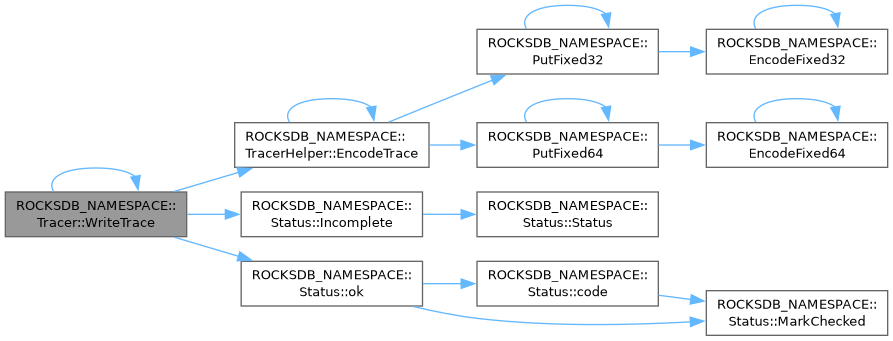 ROCKSDB_NAMESPACE::
PutFixed32
ROCKSDB_NAMESPACE::
EncodeFixed32
ROCKSDB_NAMESPACE::
TracerHelper::EncodeTrace
ROCKSDB_NAMESPACE::
PutFixed64
ROCKSDB_NAMESPACE::
EncodeFixed64
ROCKSDB_NAMESPACE::
Tracer::WriteTrace
ROCKSDB_NAMESPACE::
Status::Incomplete
ROCKSDB_NAMESPACE::
Status::Status
ROCKSDB_NAMESPACE::
Status::ok
ROCKSDB_NAMESPACE::
Status::code
ROCKSDB_NAMESPACE::
Status::MarkChecked